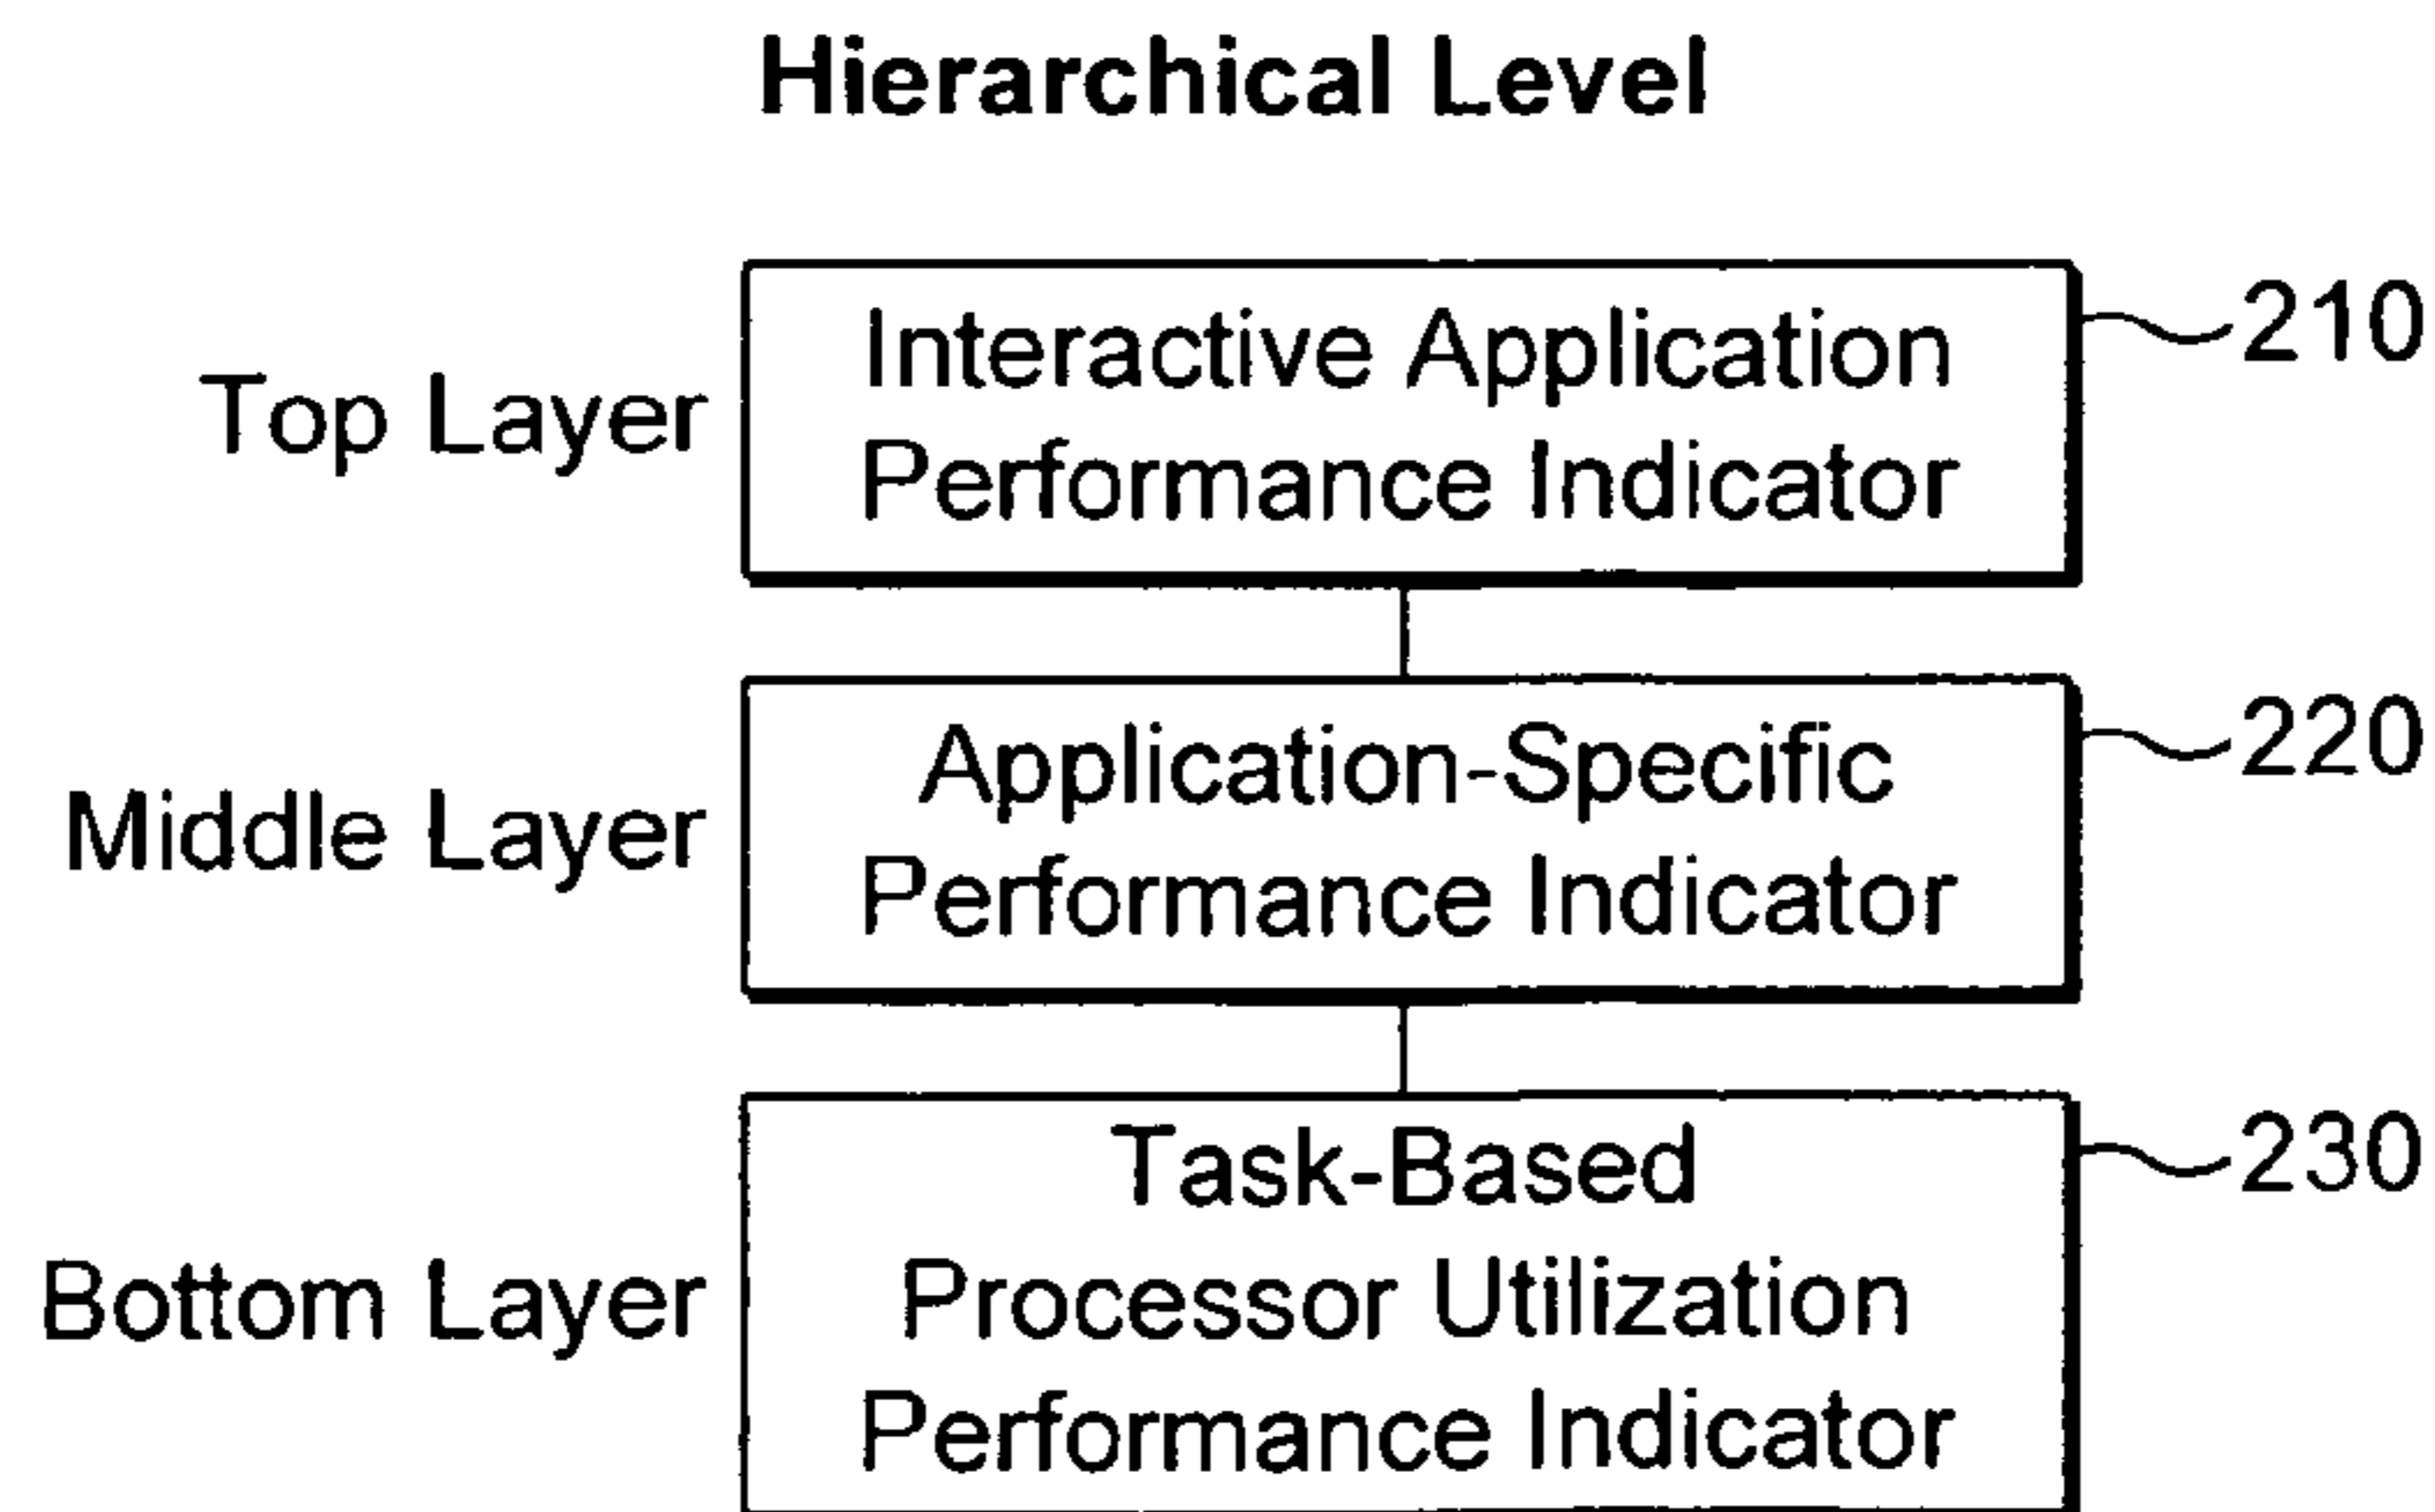 Hierarchical Level
Interactive Application
210
Top Layer
Performance Indicator
Application-Specific
220
Middle Layer
Performance Indicator
Task-Based
230
Processor Utilization
Bottom Layer
Performance Indicator